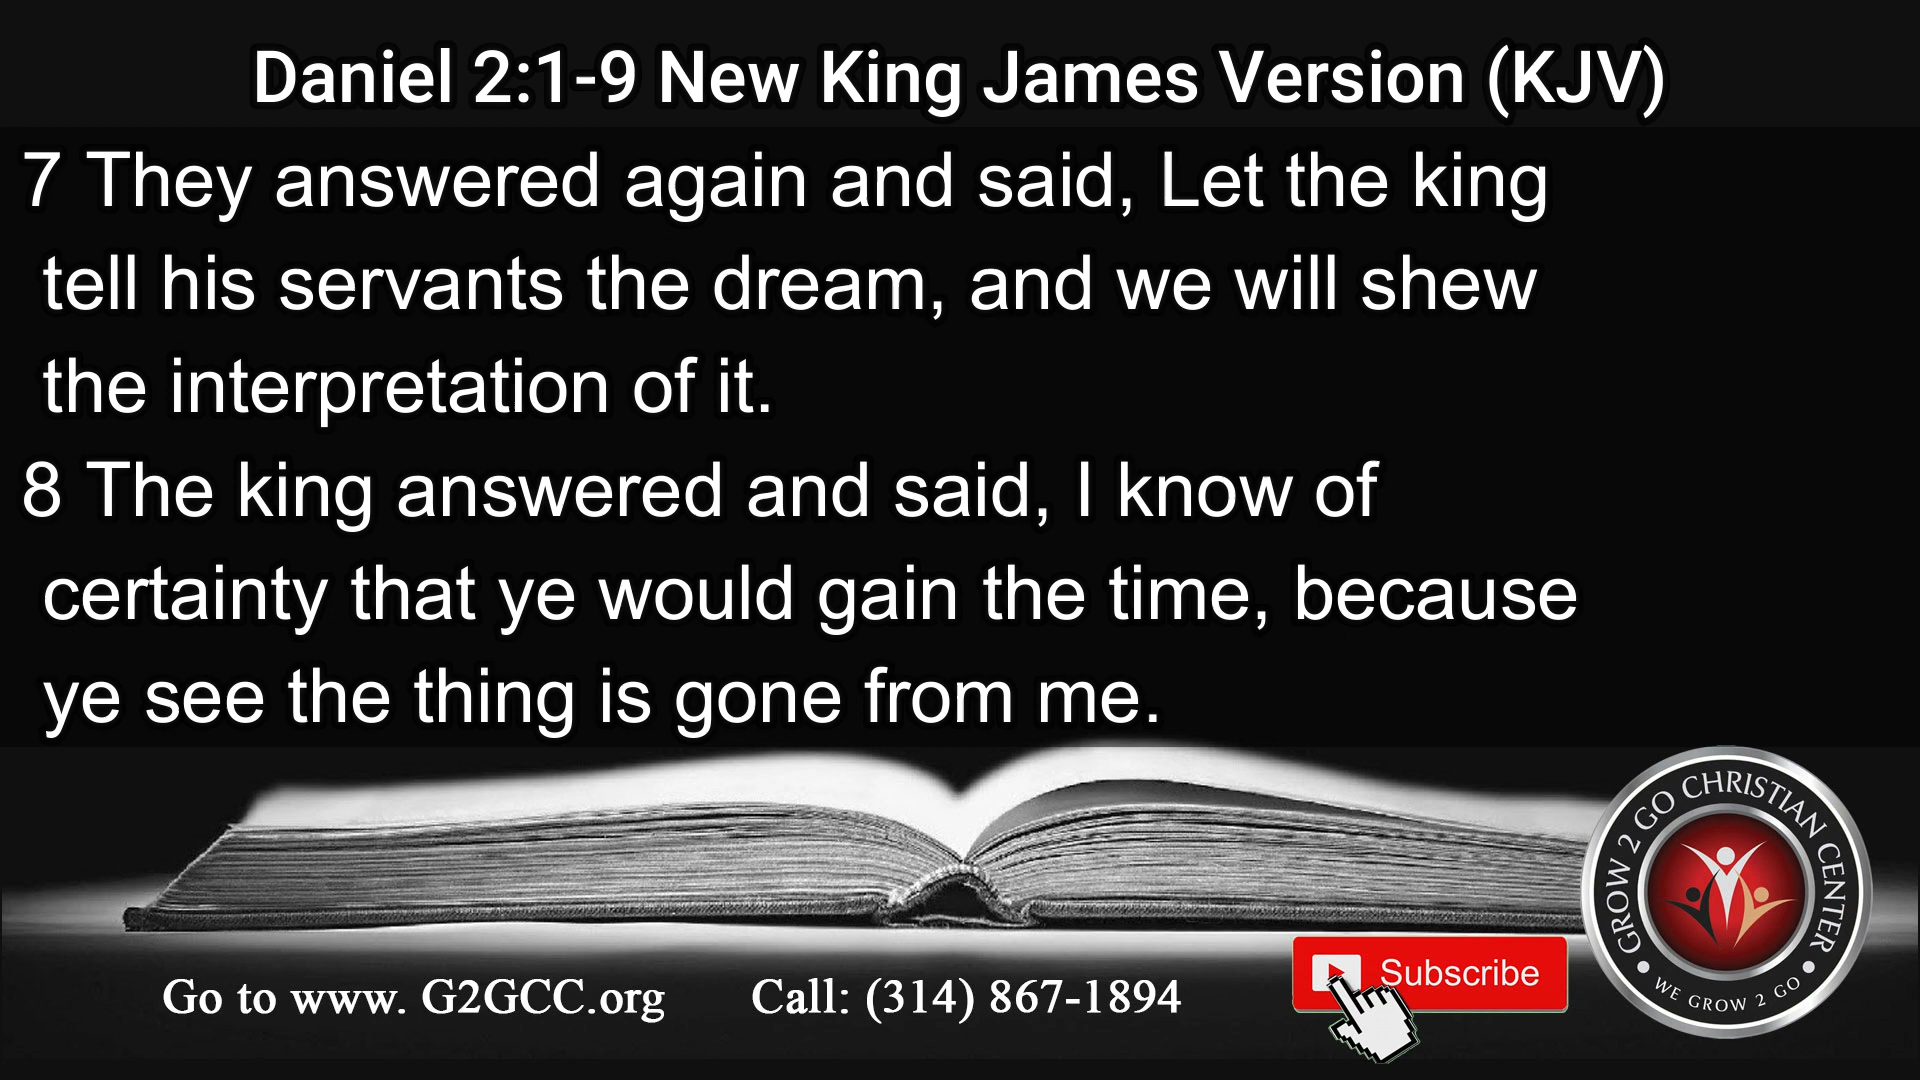 Daniel 2:1-9 New King James Version (KJV)
7 They answered again and said, Let the king
tell his servants the dream, and we will shew
the interpretation of it.
8 The king answered and said, I know of
certainty that ye would gain the time, because
ye see the thing is gone from me.
GROW 2 GO CHRISTIAN CENTER
WE GROW 2 GO
Subscribe
Go to www. G2GCC.org Call: (314) 867-1894